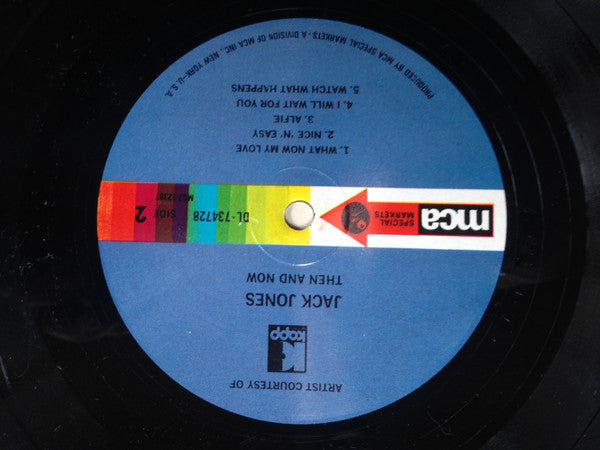 ARTIST COURTESY OF
K
kapp
JACK JONES
THEN AND NOW
mca
SPECIAL
MARKETS
DL-734728
SIDE 2
1. WHAT NOW MY LOVE
2. NICE 'N' EASY
3. ALFIE
4. I WILL WAIT FOR YOU
5. WATCH WHAT HAPPENS
PRODUCED BY MCA SPECIAL MARKETS - A DIVISION OF MCA INC., NEW YORK-U.S.A.